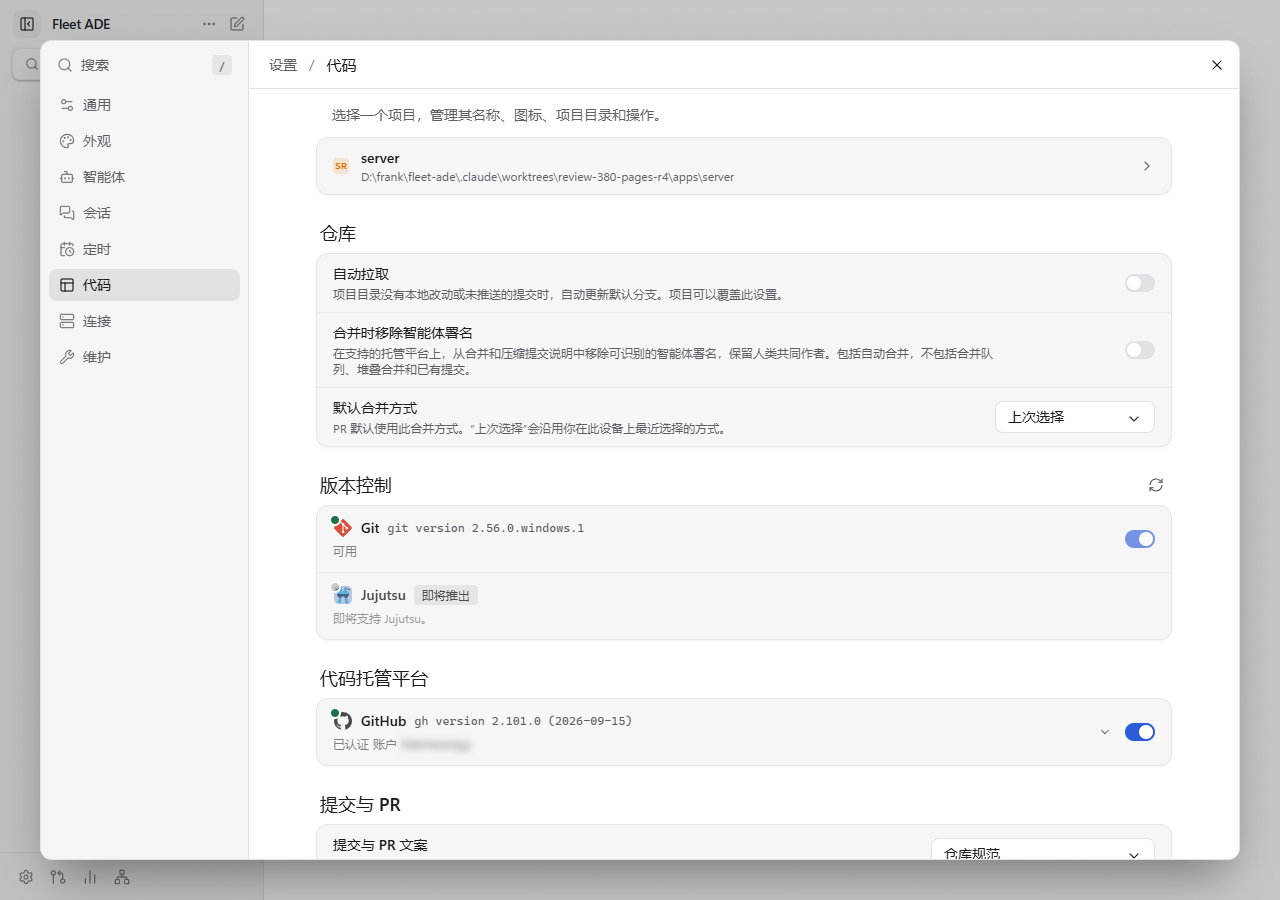 Fleet ADE
搜索
/
通用
外观
智能体
会话
定时
代码
连接
维护
设置 / 代码
选择一个项目，管理其名称、图标、项目目录和操作。
SR
server
D:\frank\fleet-ade\.claude\worktrees\review-380-pages-r4\apps\server
仓库
自动拉取
项目目录没有本地改动或未推送的提交时，自动更新默认分支。项目可以覆盖此设置。
合并时移除智能体署名
在支持的托管平台上，从合并和压缩提交说明中移除可识别的智能体署名，保留人类共同作者。包括自动合并，不包括合并队
列、堆叠合并和已有提交。
默认合并方式
PR 默认使用此合并方式。“上次选择”会沿用你在此设备上最近选择的方式。
上次选择
版本控制
Git git version 2.56.0.windows.1
可用
Jujutsu 即将推出
即将支持 Jujutsu。
代码托管平台
GitHub gh version 2.101.0 (2026-09-15)
已认证 账户
提交与 PR
提交与 PR 文案
仓库规范